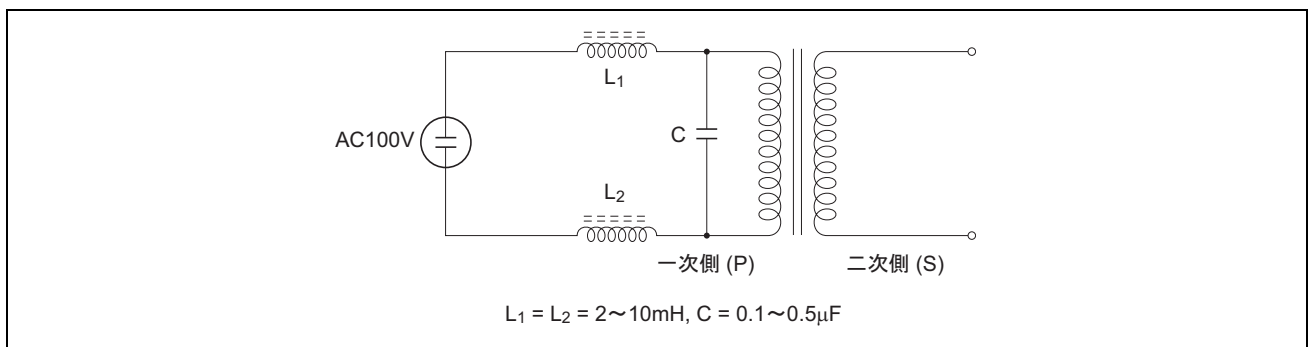 L1
AC100V
C
L2
一次側 (P)
二次側 (S)
L1 = L2 = 2～10mH, C = 0.1～0.5μF